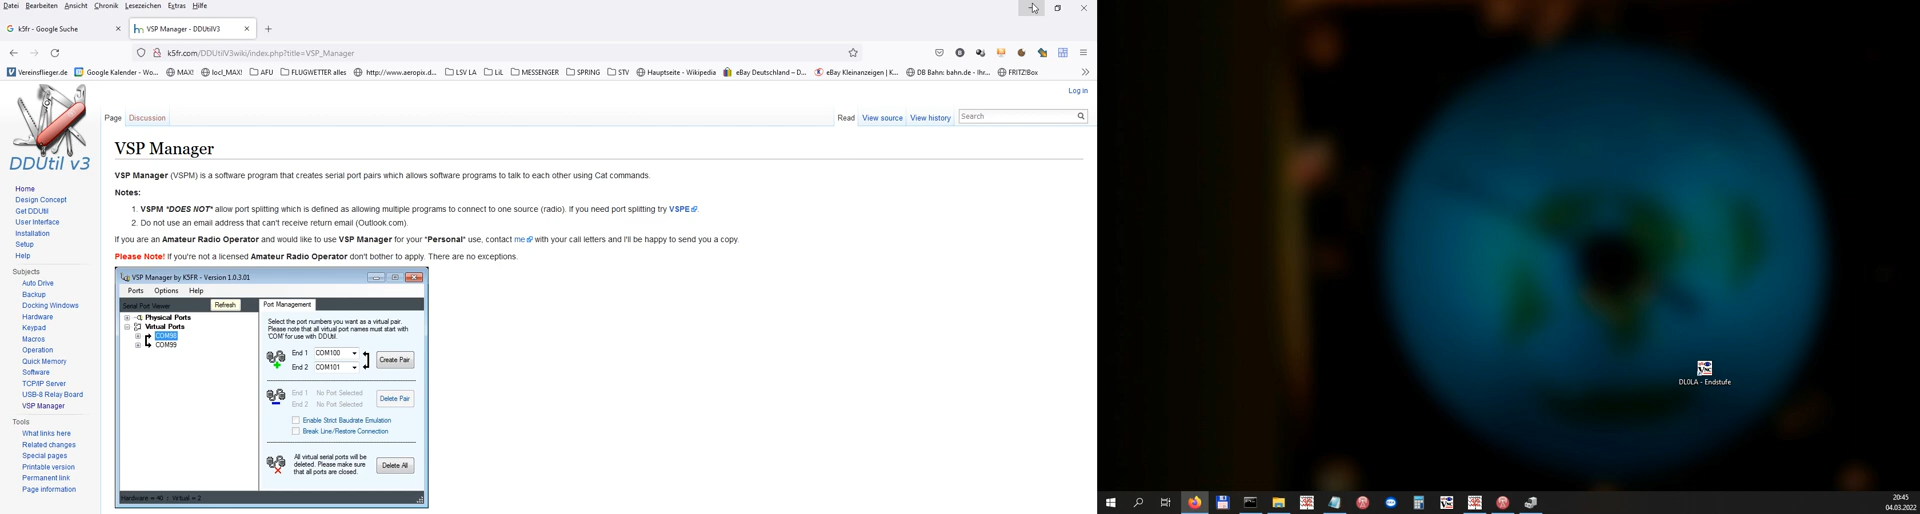 Datei Bearbeiten Ansicht Chronik Lesezeichen Extras Hilfe
k5fr - Google Suche
VSP Manager - DDUtilV3
k5fr.com/DDUtilV3wiki/index.php?title=VSP_Manager
Vereinsflieger.de Google Kalender - Wo... MAX! locl_MAX! AFU FLUGWETTER alles http://www.aeropix.d... LSV LA LiL MESSENGER SPRING STV Hauptseite - Wikipedia eBay Deutschland – D... eBay Kleinanzeigen | K... DB Bahn: bahn.de - Ihr... FRITZ!Box
Log in
Page Discussion Read View source View history Search
DDUtil v3
VSP Manager
VSP Manager (VSPM) is a software program that creates serial port pairs which allows software programs to talk to each other using Cat commands.
Notes:
1. VSPM *DOES NOT* allow port splitting which is defined as allowing multiple programs to connect to one source (radio). If you need port splitting try VSPE.
2. Do not use an email address that can't receive return email (Outlook.com).
If you are an Amateur Radio Operator and would like to use VSP Manager for your *Personal* use, contact me with your call letters and I'll be happy to send you a copy.
Please Note! If you're not a licensed Amateur Radio Operator don't bother to apply. There are no exceptions.
Home
Design Concept
Get DDUtil
User Interface
Installation
Setup
Help
Subjects
Auto Drive
Backup
Docking Windows
Hardware
Keypad
Macros
Operation
Quick Memory
Software
TCP/IP Server
USB-8 Relay Board
VSP Manager
Tools
What links here
Related changes
Special pages
Printable version
Permanent link
Page information
VSP Manager by K5FR - Version 1.0.3.01
Ports Options Help
Serial Port Viewer
Refresh
Port Management
Physical Ports
Virtual Ports
COM98
COM99
Select the port numbers you want as a virtual pair.
Please note that all virtual port names must start with
'COM' for use with DDUtil.
End 1 COM100
End 2 COM101
Create Pair
End 1 No Port Selected
End 2 No Port Selected
Delete Pair
Enable Strict Baudrate Emulation
Break Line/Restore Connection
All virtual serial ports will be
deleted. Please make sure
that all ports are closed.
Delete All
Hardware = 40 | Virtual = 2
DL0LA - Endstufe
20:45
04.03.2022